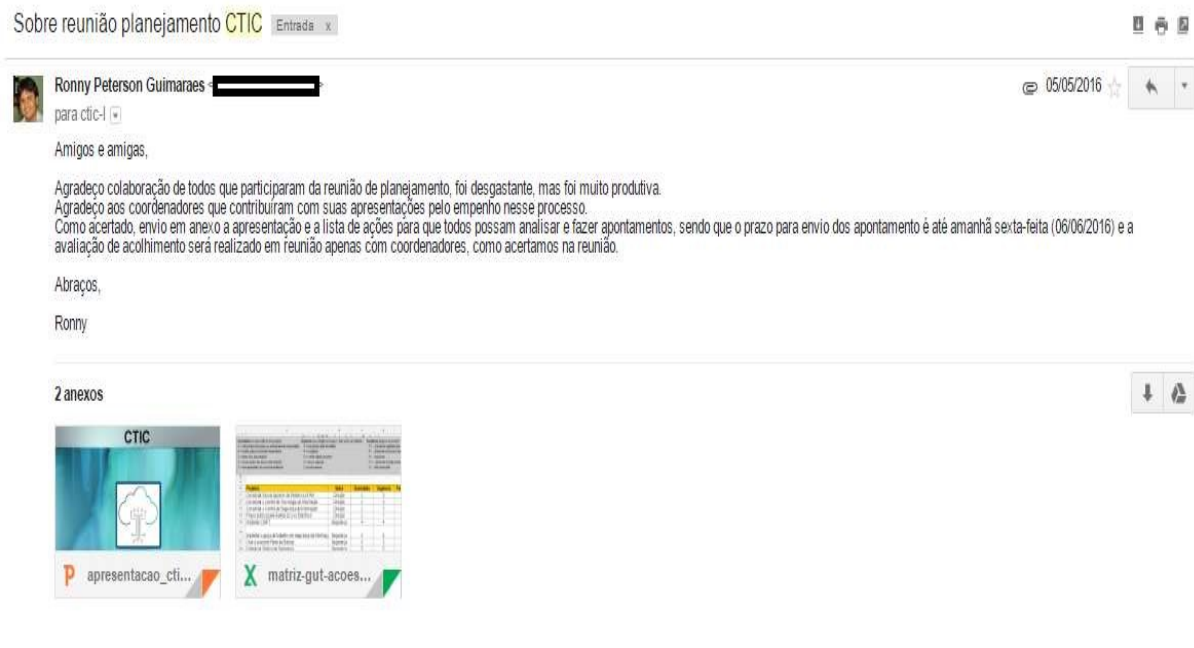 Sobre reunião planejamento CTIC Entrada x
Ronny Peterson Guimaraes
05/05/2016
para ctic-l
Amigos e amigas,
Agradeço colaboração de todos que participaram da reunião de planejamento, foi desgastante, mas foi muito produtiva.
Agradeço aos coordenadores que contribuiram com suas apresentações pelo empenho nesse processo.
Como acertado, envio em anexo a apresentação e a lista de ações para que todos possam analisar e fazer apontamentos, sendo que o prazo para envio dos apontamento é até amanhã sexta-feita (06/06/2016) e a
avaliação de acolhimento será realizado em reunião apenas com coordenadores, como acertamos na reunião.
Abraços,
Ronny
2 anexos
CTIC
P apresentacao_cti...
X matriz-gut-acoes...